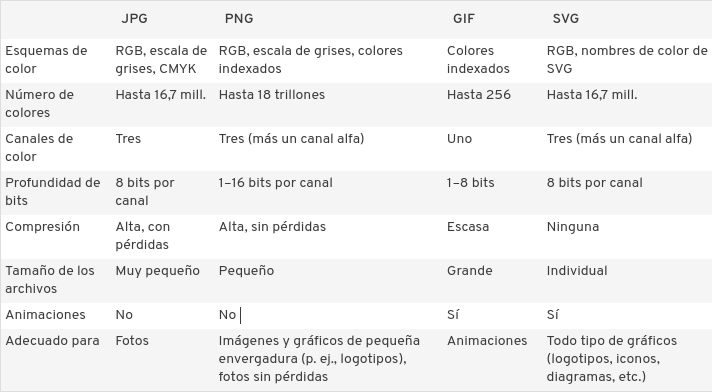 JPG PNG GIF SVG
Esquemas de color RGB, escala de grises, CMYK RGB, escala de grises, colores indexados Colores indexados RGB, nombres de color de SVG
Número de colores Hasta 16,7 mill. Hasta 18 trillones Hasta 256 Hasta 16,7 mill.
Canales de color Tres Tres (más un canal alfa) Uno Tres (más un canal alfa)
Profundidad de bits 8 bits por canal 1–16 bits por canal 1–8 bits 8 bits por canal
Compresión Alta, con pérdidas Alta, sin pérdidas Escasa Ninguna
Tamaño de los archivos Muy pequeño Pequeño Grande Individual
Animaciones No No Sí Sí
Adecuado para Fotos Imágenes y gráficos de pequeña envergadura (p. ej., logotipos), fotos sin pérdidas Animaciones Todo tipo de gráficos (logotipos, iconos, diagramas, etc.)